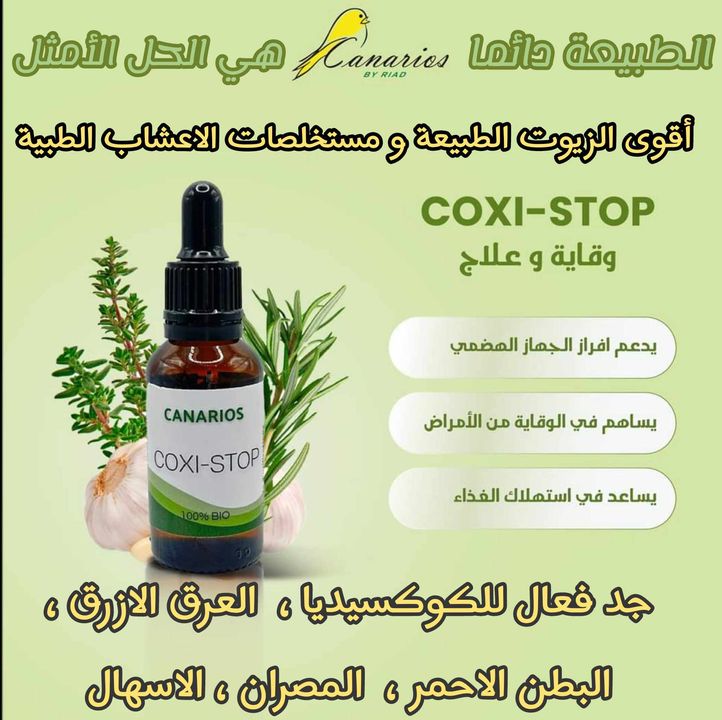 الطبيعة دائما Canarios هي الحل الأمثل
BY RIAD
أقوى الزيوت الطبيعة و مستخلصات الاعشاب الطبية
COXI-STOP
وقاية و علاج
يدعم افراز الجهاز الهضمي
يساهم في الوقاية من الأمراض
يساعد في استهلاك الغذاء
CANARIOS
COXI-STOP
100% BIO
جد فعال للكوكسيديا ، العرق الازرق ،
البطن الاحمر ، المصران ، الاسهال